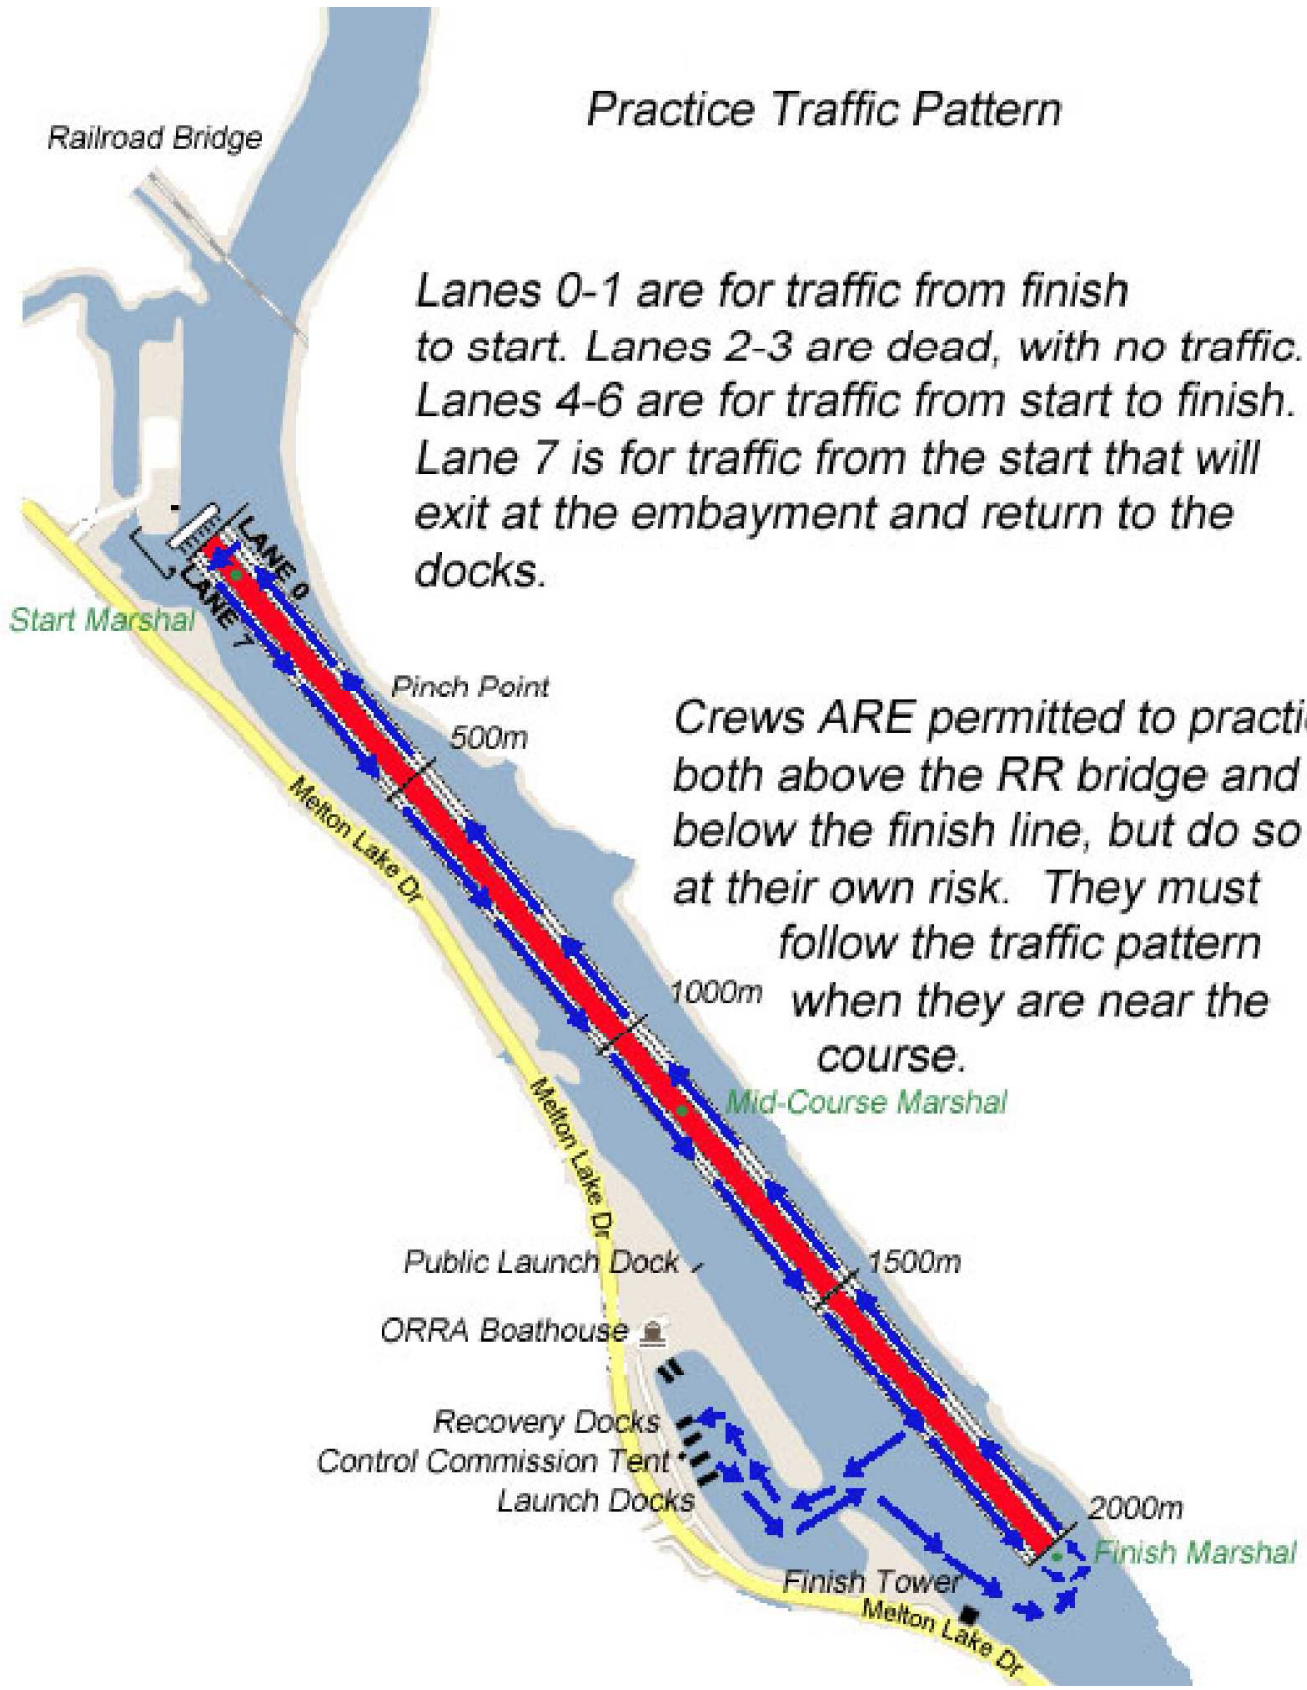 Practice Traffic Pattern
Railroad Bridge
Lanes 0-1 are for traffic from finish
to start. Lanes 2-3 are dead, with no traffic.
Lanes 4-6 are for traffic from start to finish.
Lane 7 is for traffic from the start that will
exit at the embayment and return to the
docks.
LANE 0
LANE 7
Start Marshal
Pinch Point
500m
Crews ARE permitted to practi
both above the RR bridge and
below the finish line, but do so
at their own risk. They must
follow the traffic pattern
when they are near the
course.
Melton Lake Dr
1000m
Mid-Course Marshal
Melton Lake Dr
Public Launch Dock
1500m
ORRA Boathouse
Recovery Docks
Control Commission Tent
Launch Docks
2000m
Finish Marshal
Finish Tower
Melton Lake Dr